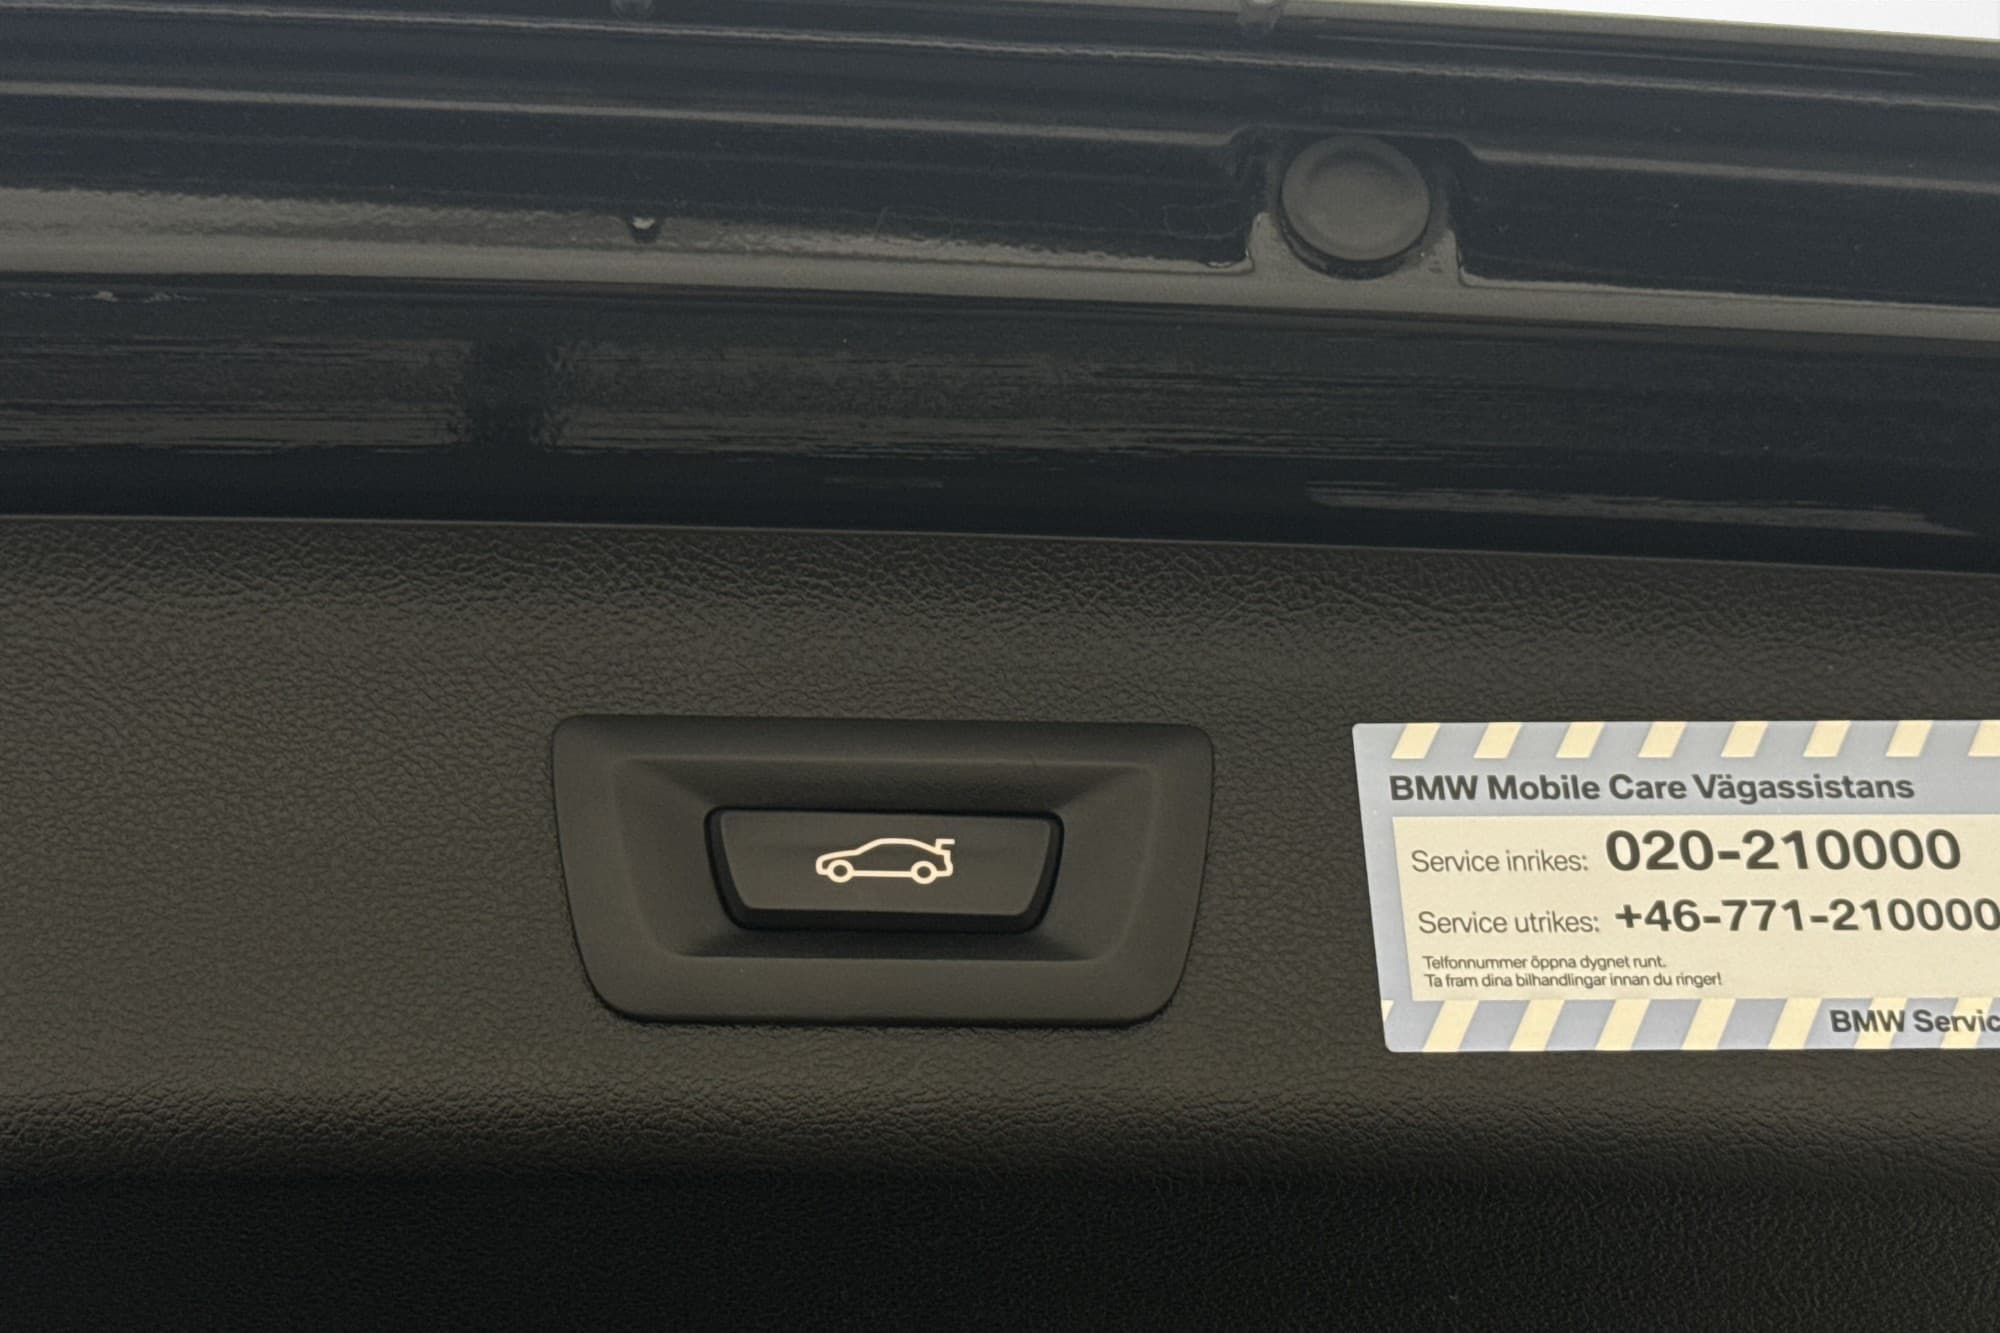 BMW Mobile Care Vägassistans
Service inrikes: 020-210000
Service utrikes: +46-771-210000
Telfonnummer öppna dygnet runt.
Ta fram dina bilhandlingar innan du ringer!
BMW Servic